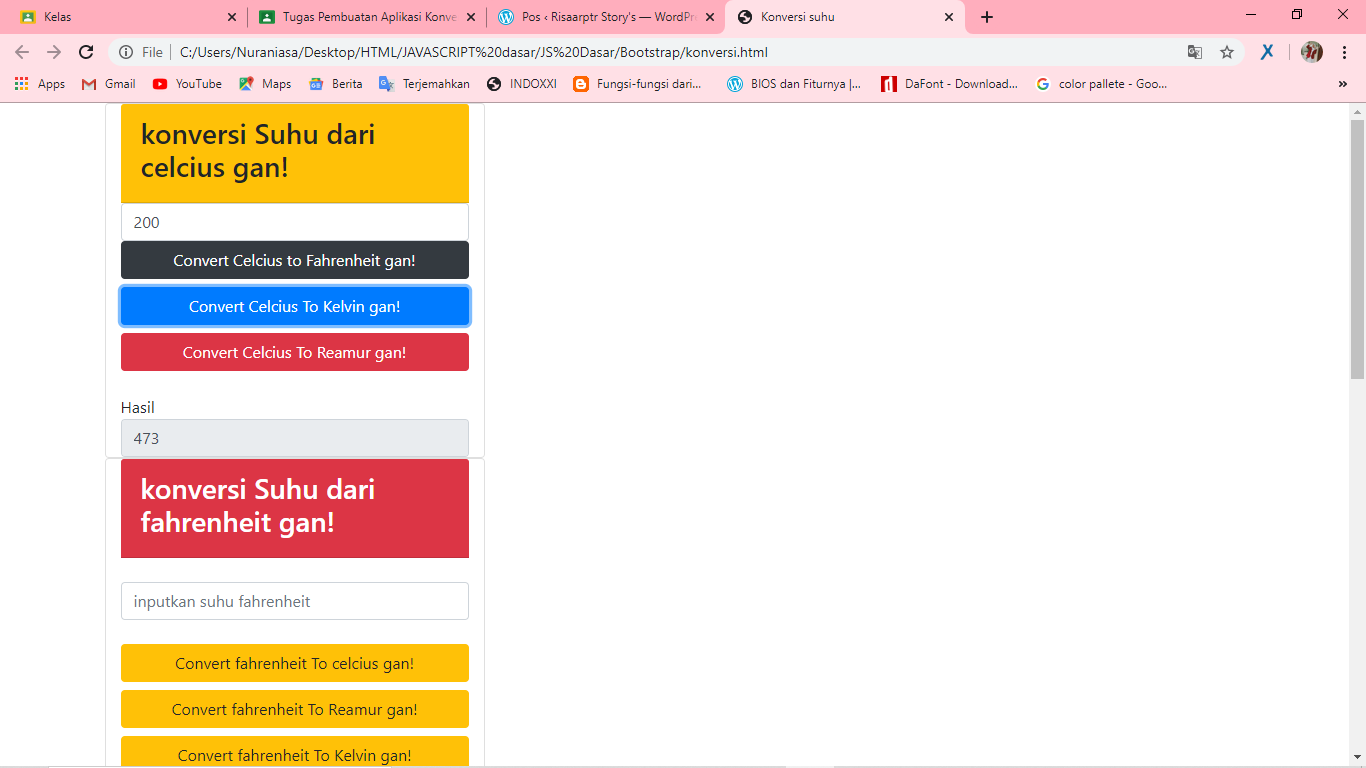 Kelas
Tugas Pembuatan Aplikasi Konve
Pos ‹ Risaarptr Story's — WordPr
Konversi suhu
File
C:/Users/Nuraniasa/Desktop/HTML/JAVASCRIPT%20dasar/JS%20Dasar/Bootstrap/konversi.html
Apps
Gmail
YouTube
Maps
Berita
Terjemahkan
INDOXXI
Fungsi-fungsi dari...
BIOS dan Fiturnya |...
DaFont - Download...
color pallete - Goo...
konversi Suhu dari
celcius gan!
200
Convert Celcius to Fahrenheit gan!
Convert Celcius To Kelvin gan!
Convert Celcius To Reamur gan!
Hasil
473
konversi Suhu dari
fahrenheit gan!
inputkan suhu fahrenheit
Convert fahrenheit To celcius gan!
Convert fahrenheit To Reamur gan!
Convert fahrenheit To Kelvin gan!